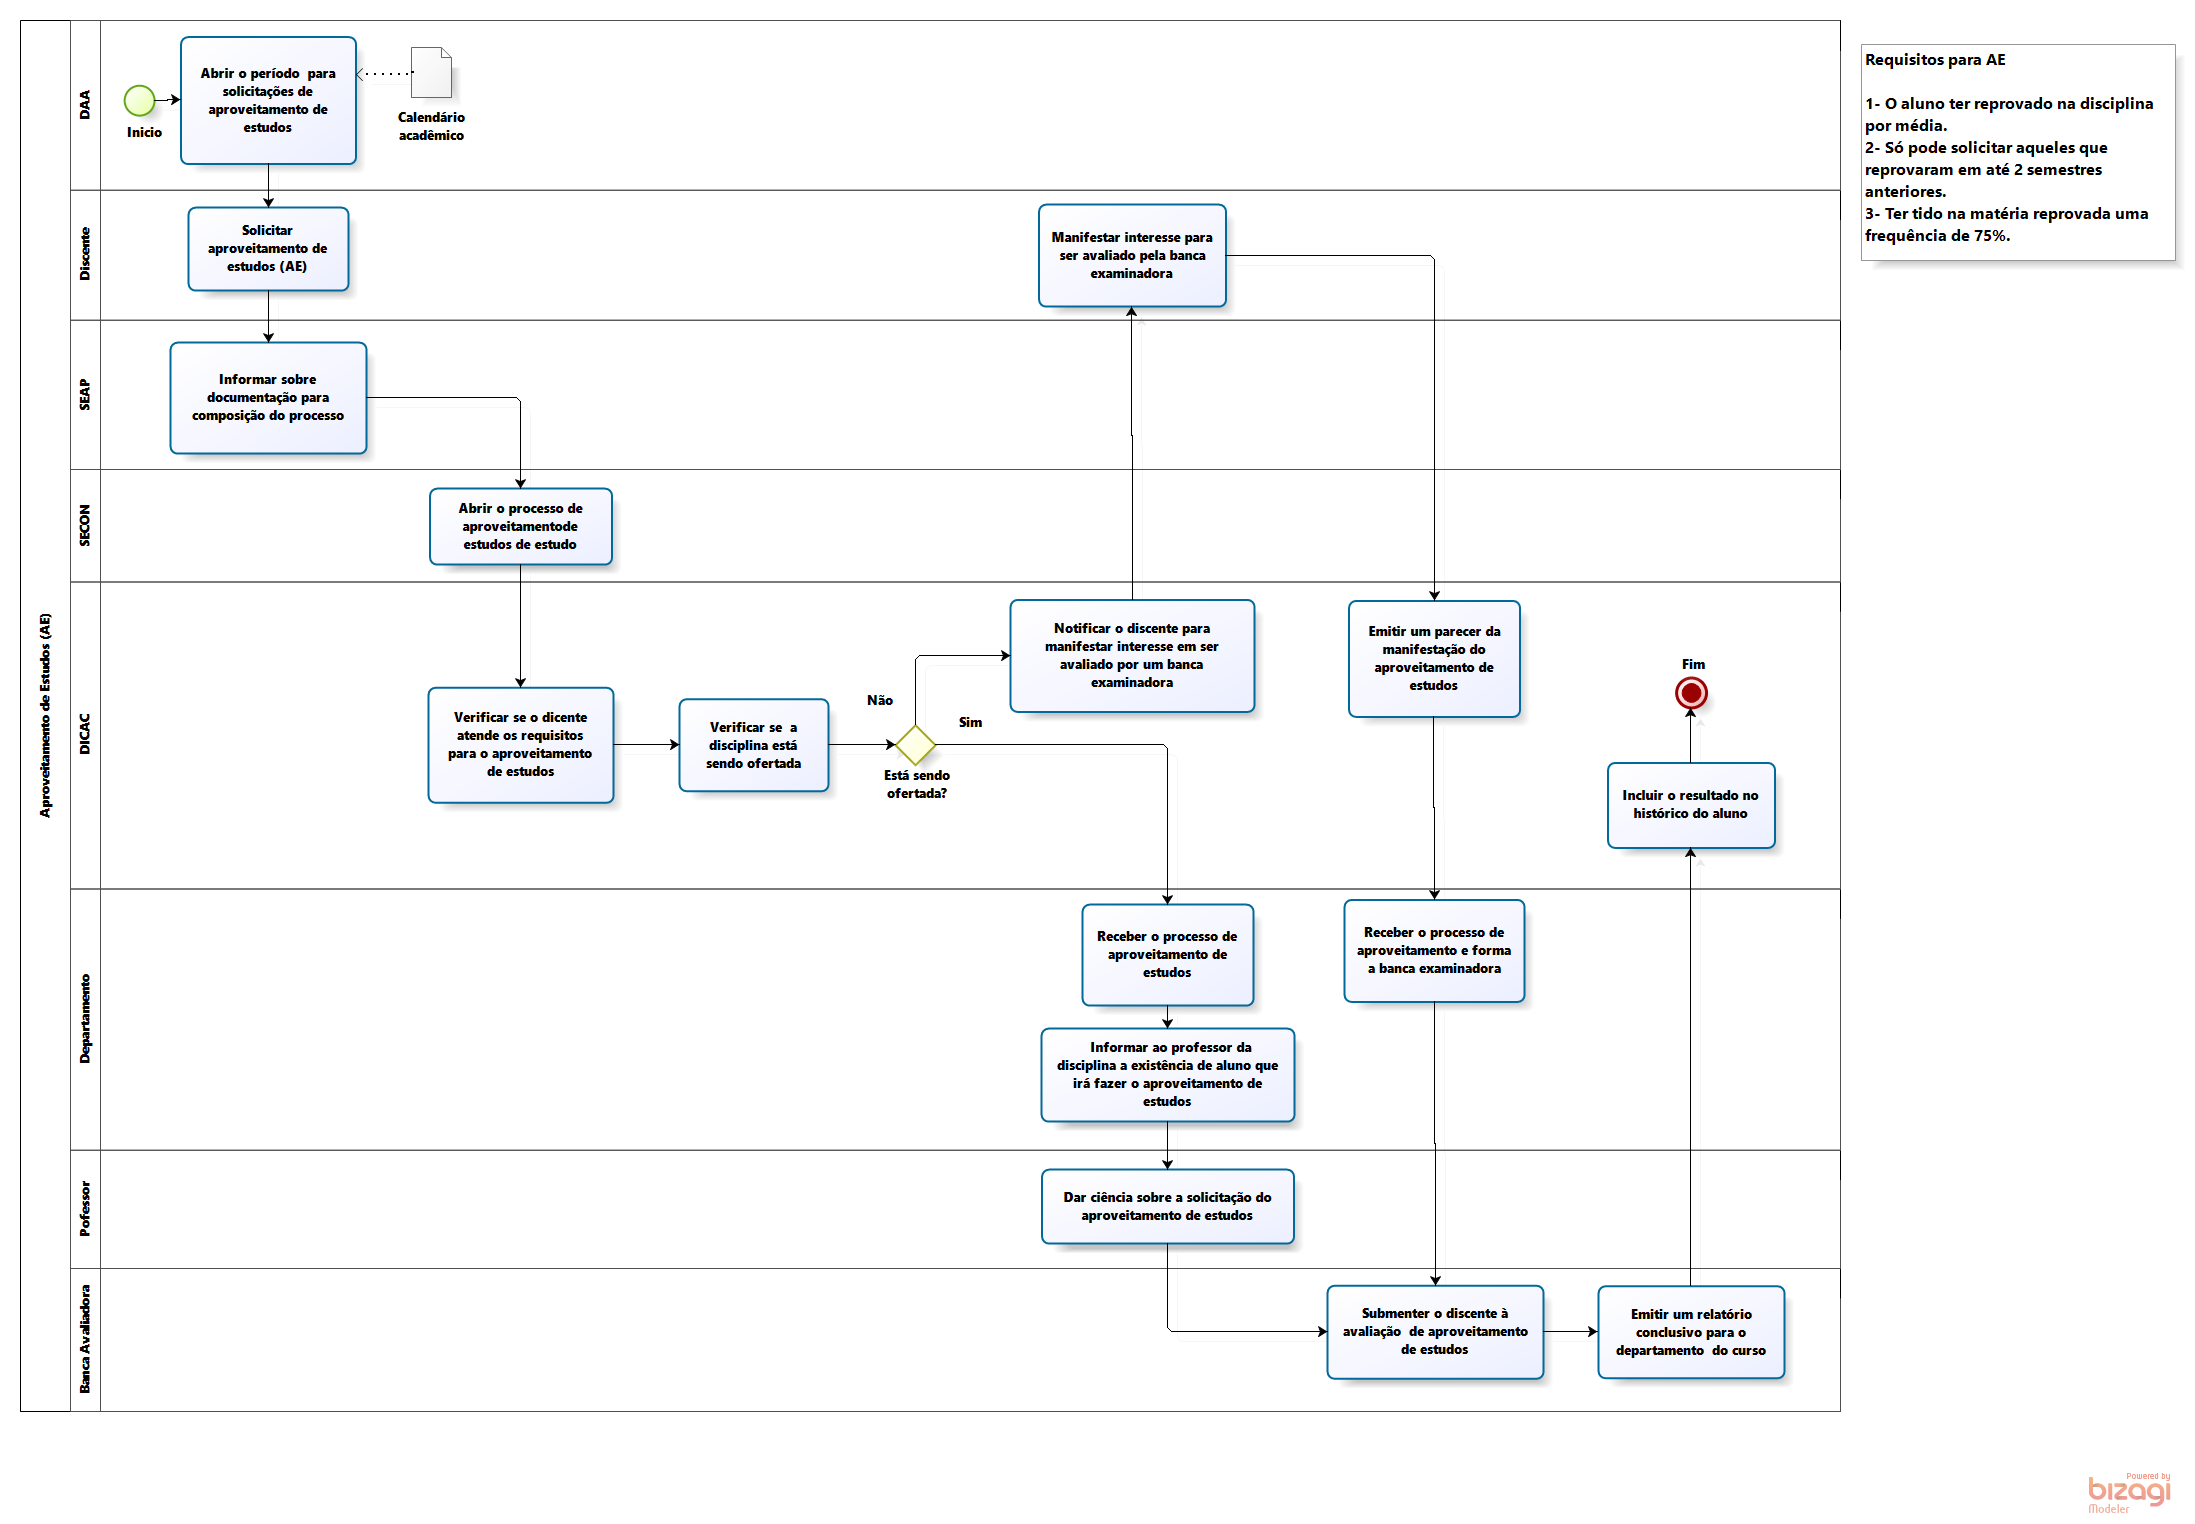 Aproveitamento de Estudos (AE)
DAA
Inicio
Abrir o período  para
solicitações de
aproveitamento de
estudos
Calendário
acadêmico
Requisitos para AE
1- O aluno ter reprovado na disciplina
por média.
2- Só pode solicitar aqueles que
reprovaram em até 2 semestres
anteriores.
3- Ter tido na matéria reprovada uma
frequência de 75%.
Discente
Solicitar
aproveitamento de
estudos (AE)
Manifestar interesse para
ser avaliado pela banca
examinadora
SEAP
Informar sobre
documentação para
composição do processo
SECON
Abrir o processo de
aproveitamentode
estudos de estudo
DICAC
Verificar se o dicente
atende os requisitos
para o aproveitamento
de estudos
Verificar se  a
disciplina está
sendo ofertada
Não
Sim
Está sendo
ofertada?
Notificar o discente para
manifestar interesse em ser
avaliado por um banca
examinadora
Emitir um parecer da
manifestação do
aproveitamento de
estudos
Fim
Incluir o resultado no
histórico do aluno
Departamento
Receber o processo de
aproveitamento de
estudos
Receber o processo de
aproveitamento e forma
a banca examinadora
Informar ao professor da
disciplina a existência de aluno que
irá fazer o aproveitamento de
estudos
Pofessor
Dar ciência sobre a solicitação do
aproveitamento de estudos
Banca Avaliadora
Submenter o discente à
avaliação  de aproveitamento
de estudos
Emitir um relatório
conclusivo para o
departamento  do curso
Powered by
bizagi
Modeler